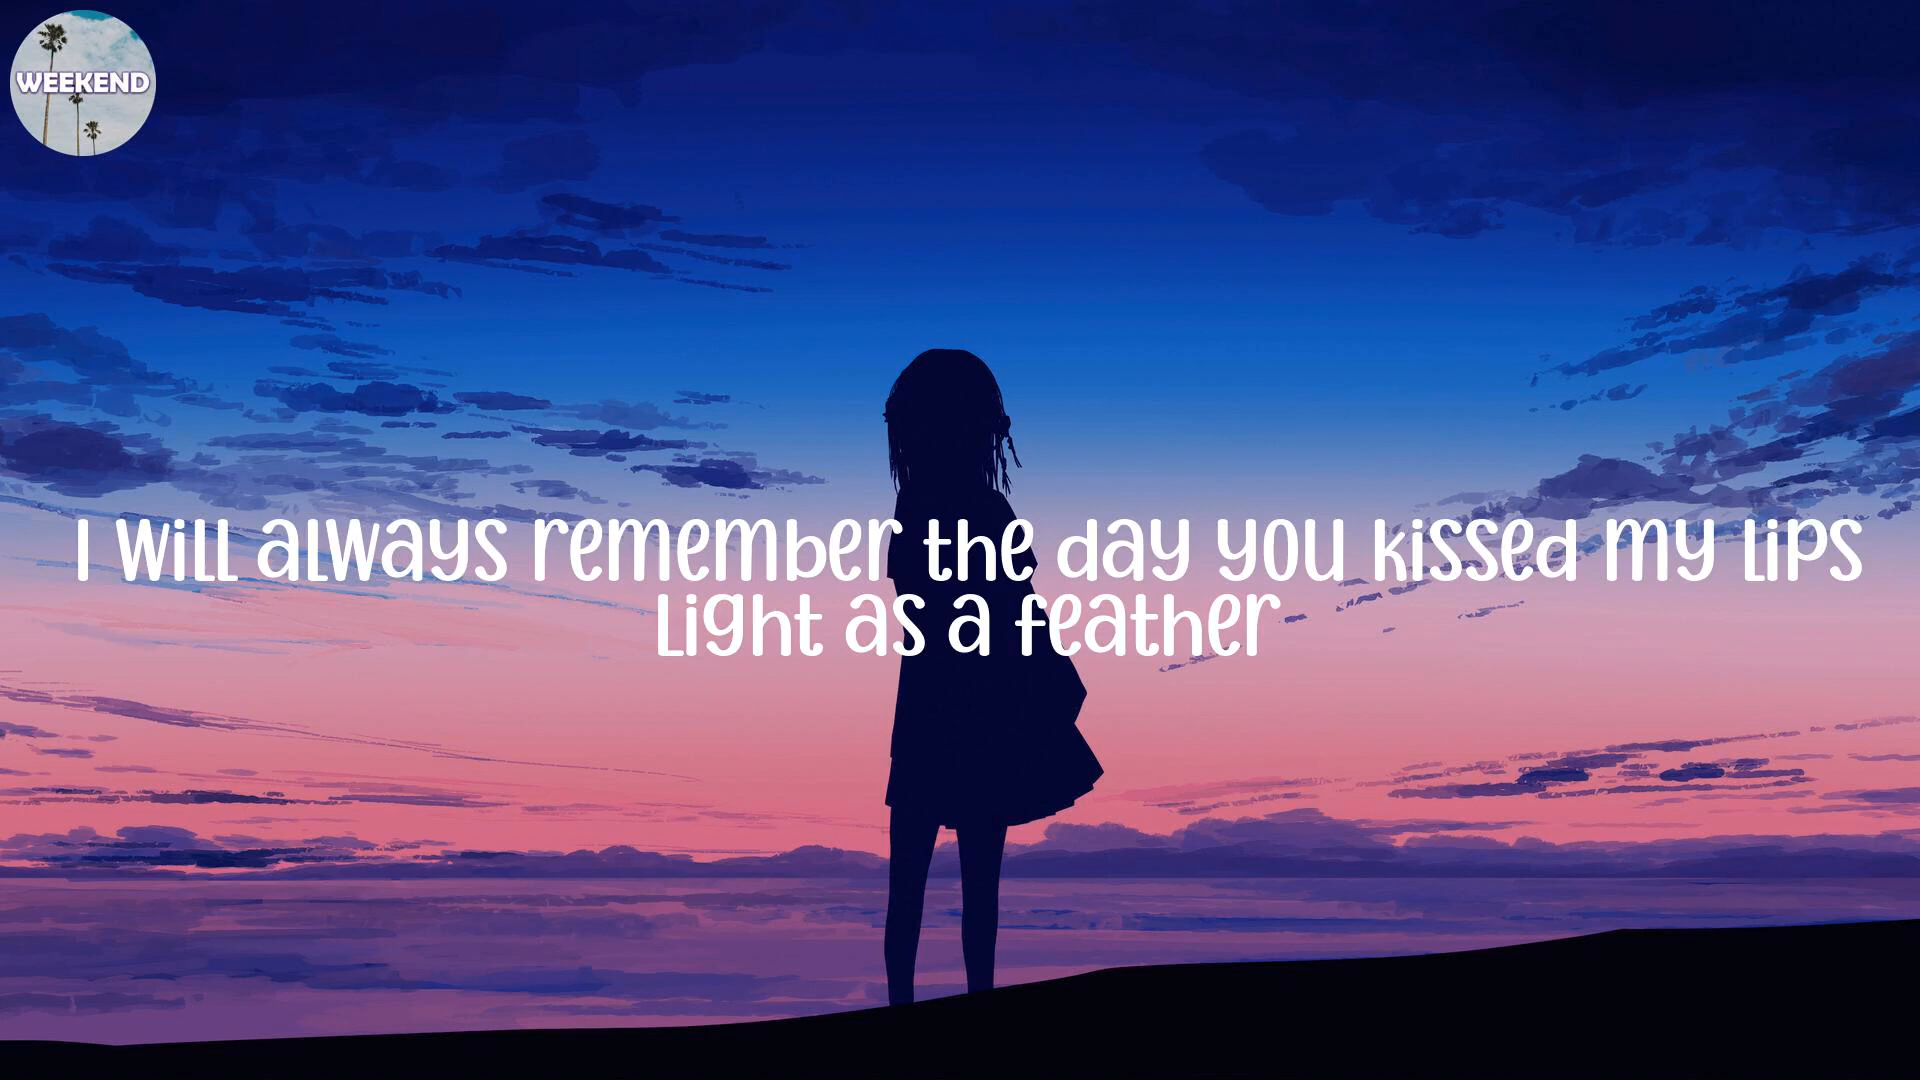 WEEKEND
I will always remember the day you kissed my lips
Light as a feather